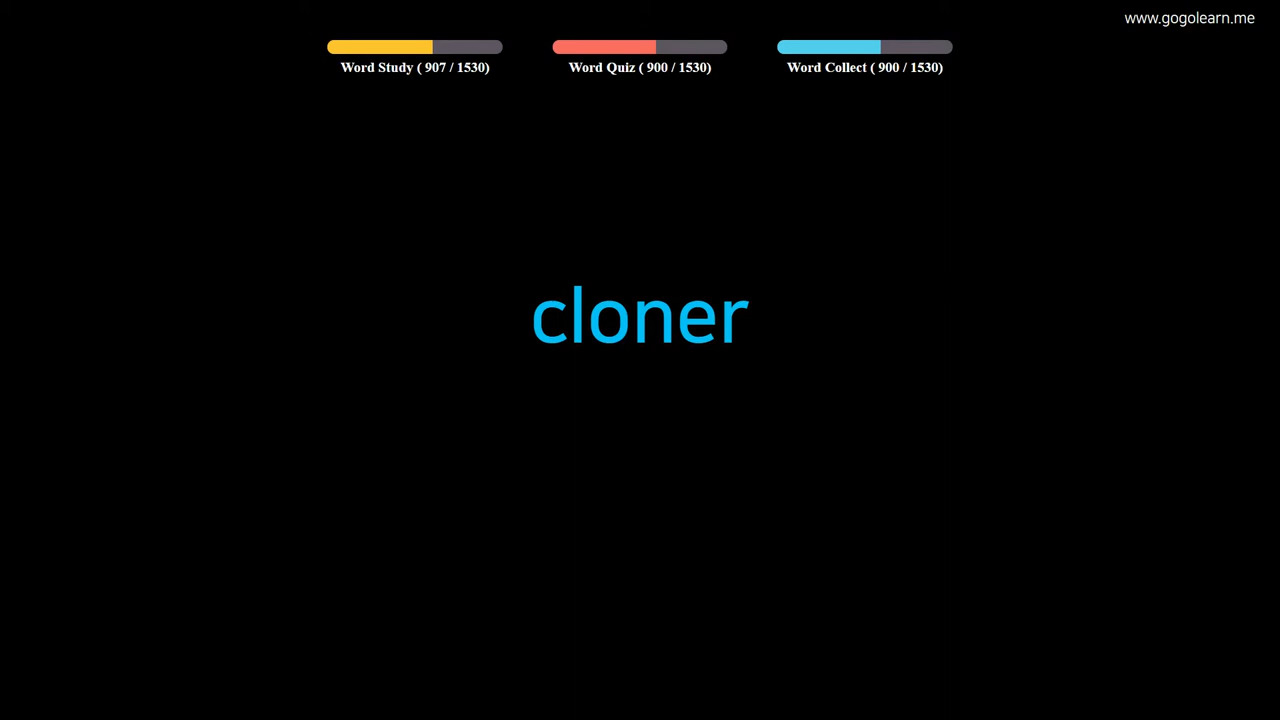 www.gogolearn.me
Word Study ( 907 / 1530)
Word Quiz ( 900 / 1530)
Word Collect ( 900 / 1530)
cloner